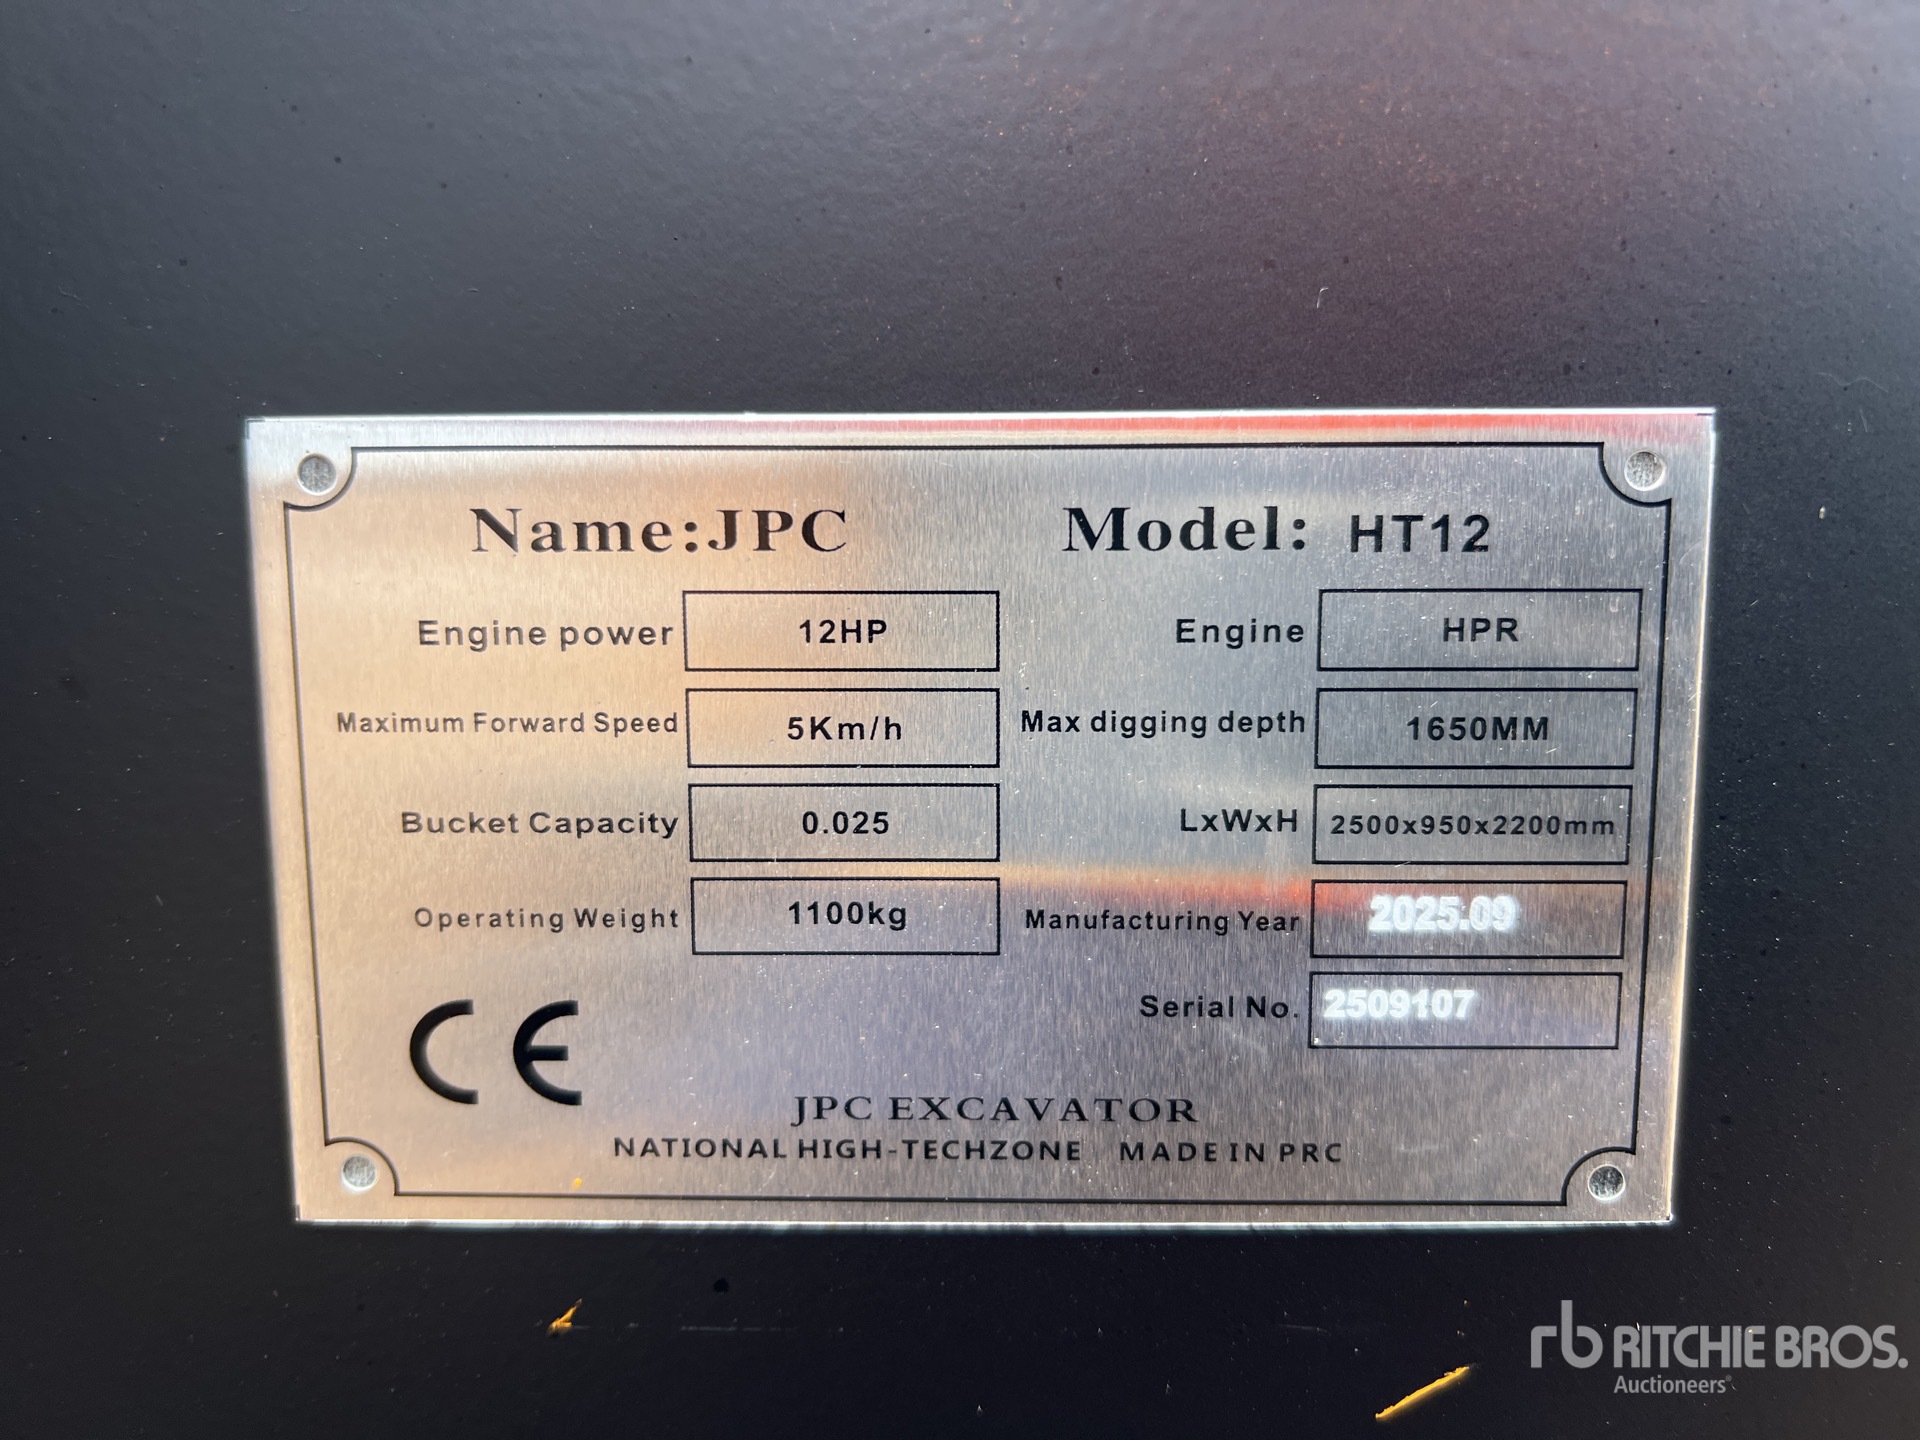 Name:JPC Model: HT12
Engine power 12HP Engine HPR
Maximum Forward Speed 5Km/h Max digging depth 1650MM
Bucket Capacity 0.025 LxWxH 2500x950x2200mm
Operating Weight 1100kg Manufacturing Year 2025.09
Serial No. 2509107
CE
JPC EXCAVATOR
NATIONAL HIGH-TECHZONE MADE IN PRC
rb RITCHIE BROS.
Auctioneers®